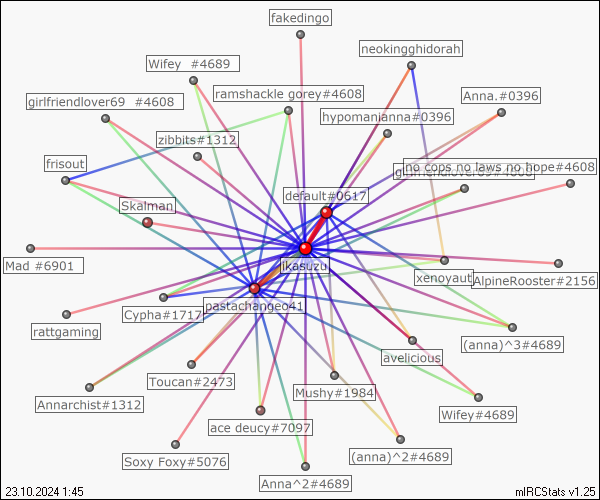 fakedingo
neokingghidorah
Wifey #4689
ramshackle gorey#4608
Anna.#0396
girlfriendlover69 #4608
hypomanianna#0396
zibbits#1312
frisout
no cops no laws no hope#4608
default#0617
Skalman
ikasuzu
Mad #6901
xenoyaut
AlpineRooster#2156
pastachangeo41
Cypha#1717
rattgaming
(anna)^3#4689
avelicious
Toucan#2473
Mushy#1984
Annarchist#1312
Wifey#4689
ace deucy#7097
(anna)^2#4689
Soxy Foxy#5076
Anna^2#4689
23.10.2024 1:45
mIRCStats v1.25